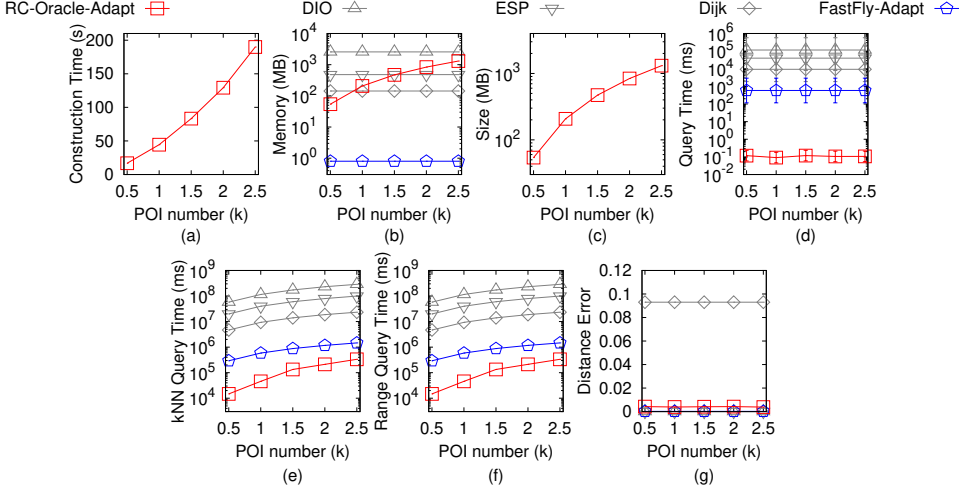 RC-Oracle-Adapt DIO ESP Dijk FastFly-Adapt
Construction Time (s)
200
150
100
50
0
0.5 1 1.5 2 2.5
POI number (k)
(a)
Memory (MB)
10^4
10^3
10^2
10^1
10^0
0.5 1 1.5 2 2.5
POI number (k)
(b)
Size (MB)
10^3
10^2
0.5 1 1.5 2 2.5
POI number (k)
(c)
Query Time (ms)
10^6
10^5
10^4
10^3
10^2
10^1
10^0
10^-1
10^-2
0.5 1 1.5 2 2.5
POI number (k)
(d)
kNN Query Time (ms)
10^9
10^8
10^7
10^6
10^5
10^4
0.5 1 1.5 2 2.5
POI number (k)
(e)
Range Query Time (ms)
10^9
10^8
10^7
10^6
10^5
10^4
0.5 1 1.5 2 2.5
POI number (k)
(f)
Distance Error
0.12
0.1
0.08
0.06
0.04
0.02
0
0.5 1 1.5 2 2.5
POI number (k)
(g)